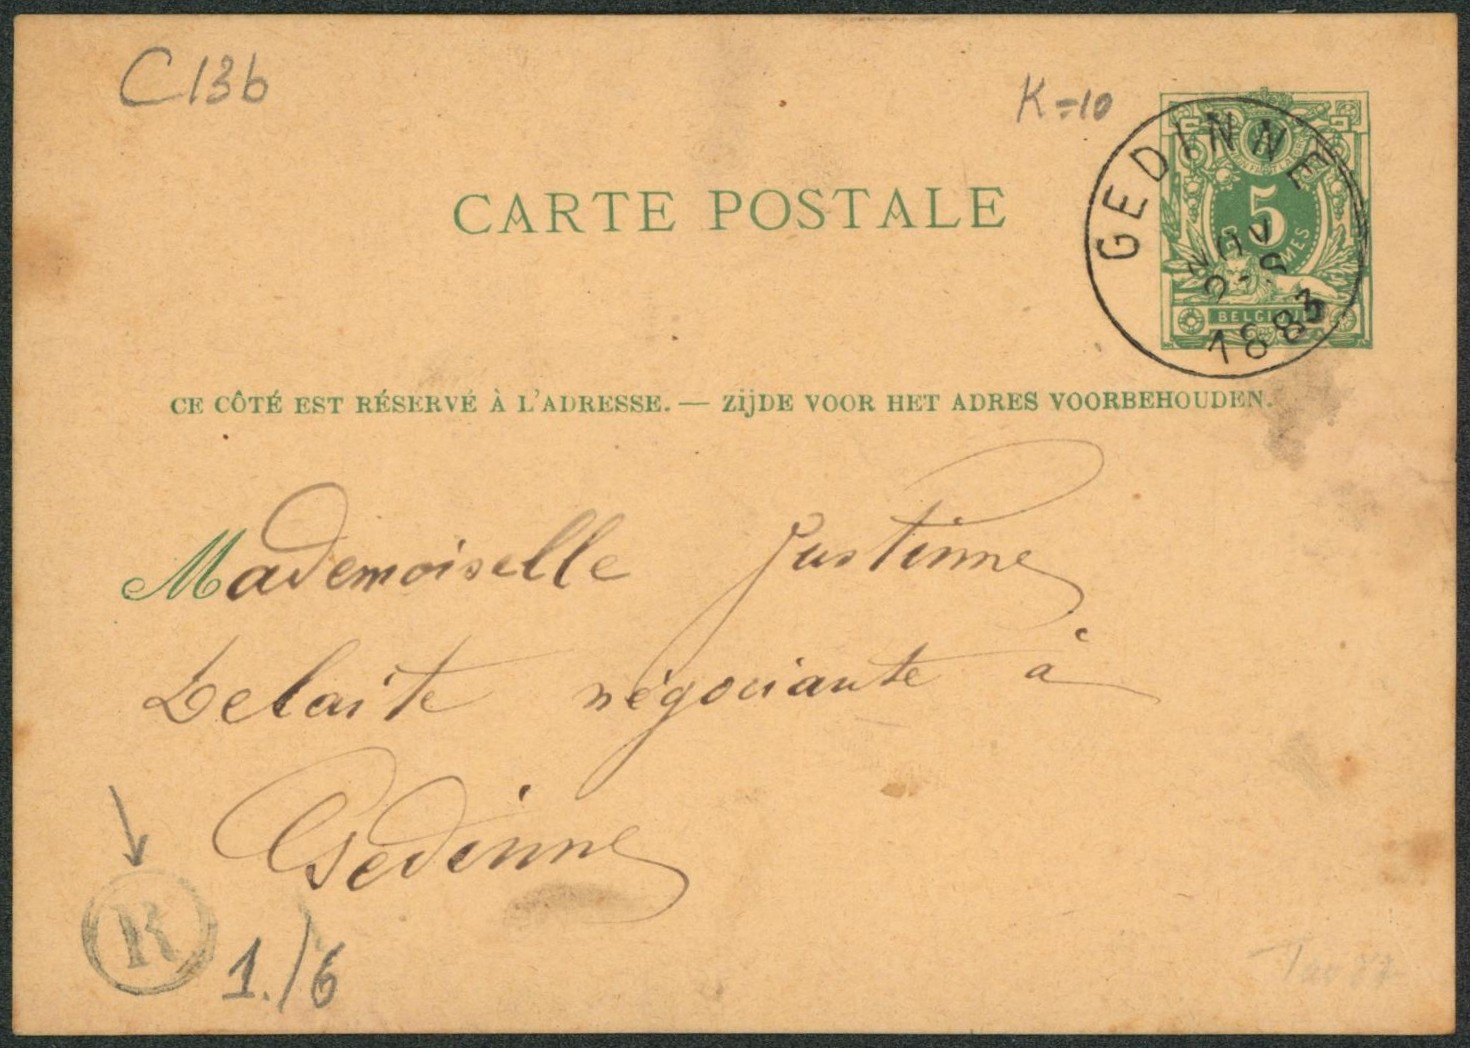 C13b
K=10
CARTE POSTALE
GEDINNE
5
NOV
1883
BELGIQUE
CE CÔTÉ EST RÉSERVÉ À L'ADRESSE. — ZIJDE VOOR HET ADRES VOORBEHOUDEN.
Mademoiselle Justinne
Delaite négociante à
Gedinne
R
1./6